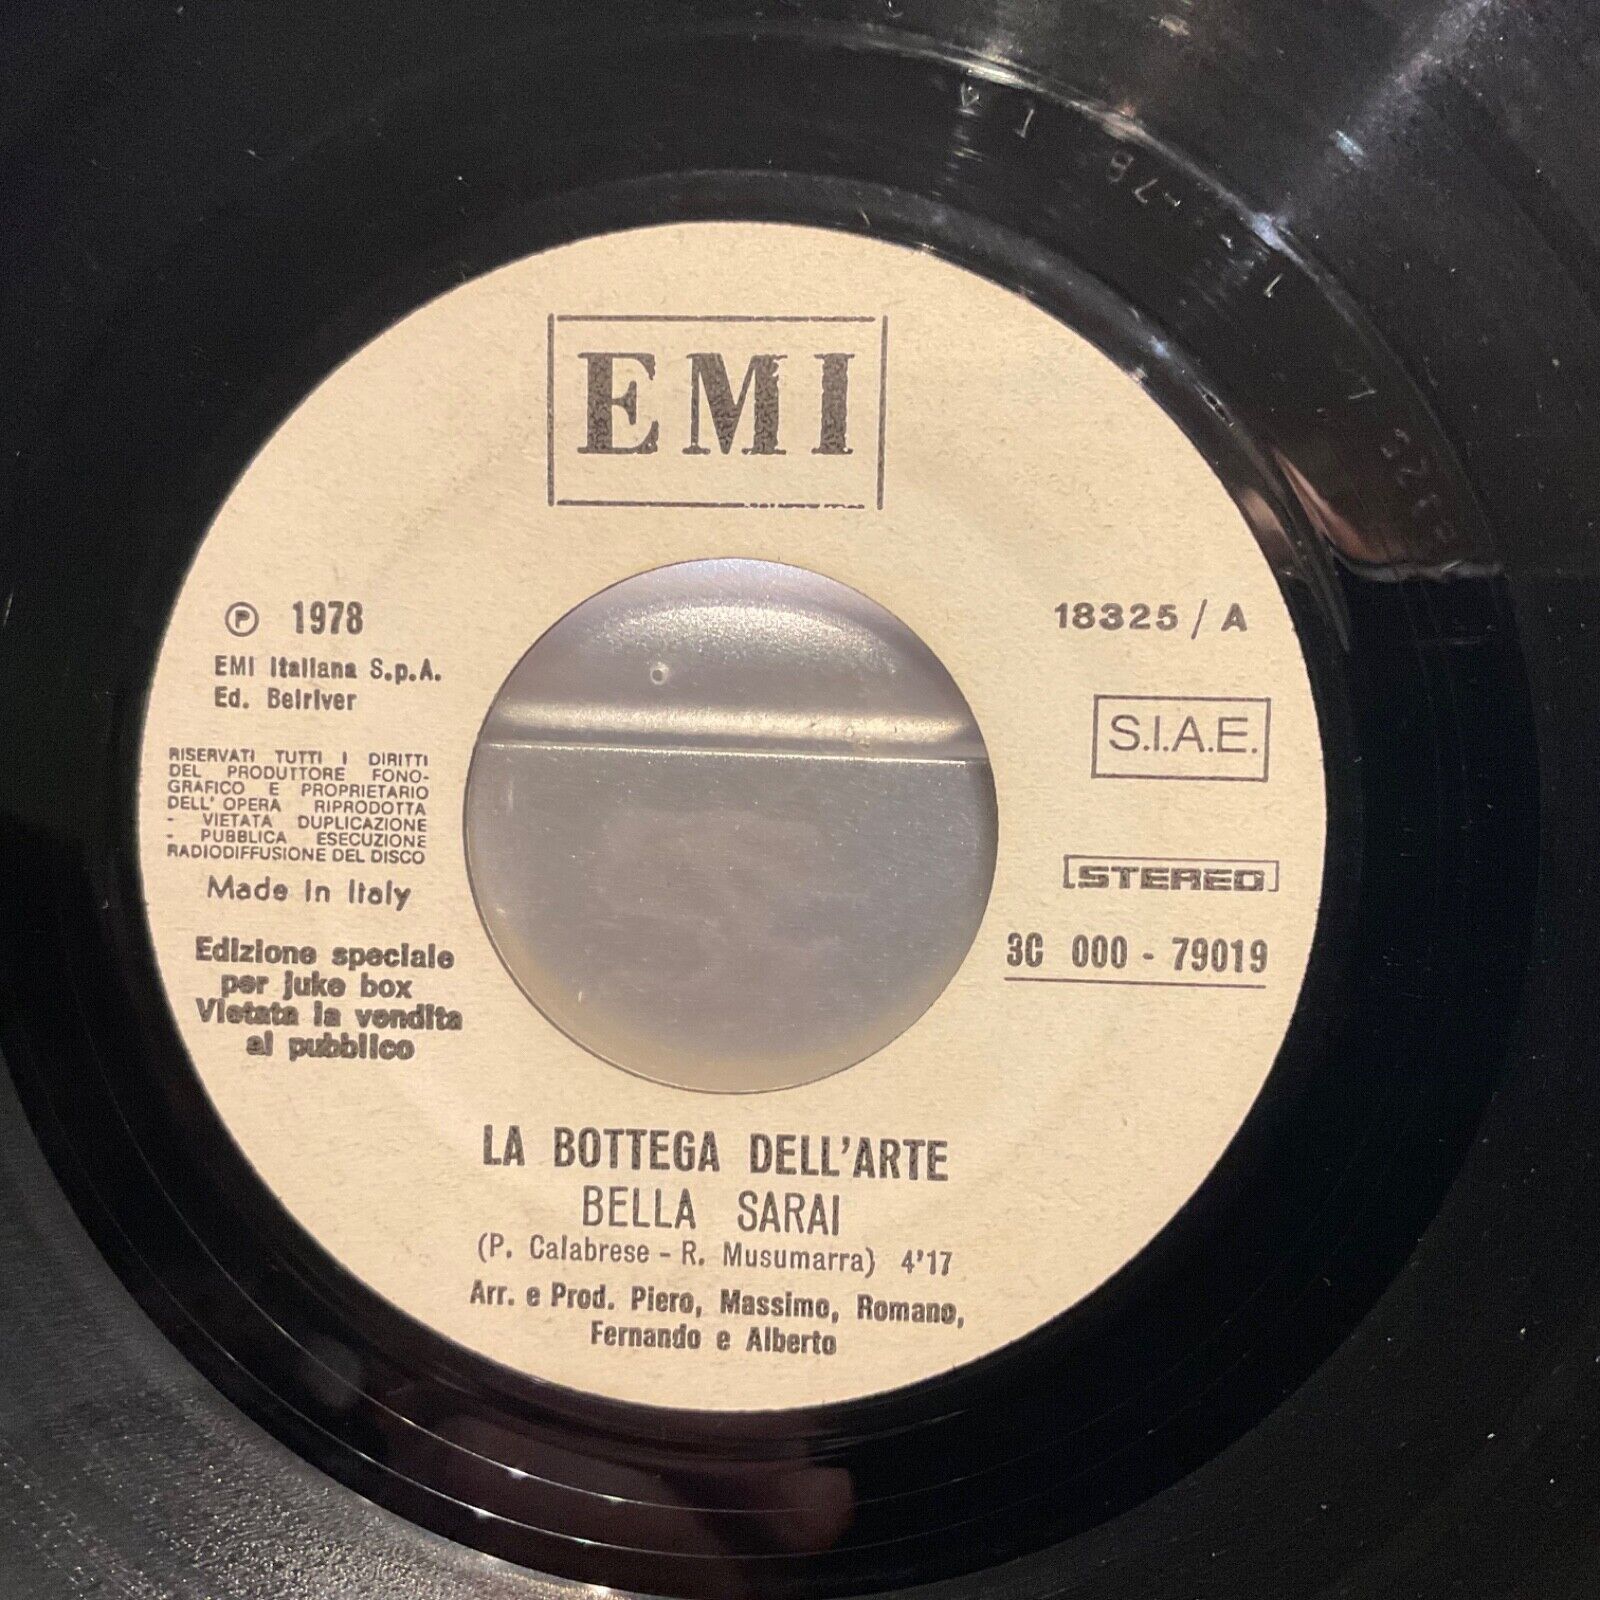 EMI
℗ 1978
EMI Italiana S.p.A.
Ed. Belriver
RISERVATI TUTTI I DIRITTI
DEL PRODUTTORE FONO-
GRAFICO E PROPRIETARIO
DELL'OPERA RIPRODOTTA
- VIETATA DUPLICAZIONE
- PUBBLICA ESECUZIONE
RADIODIFFUSIONE DEL DISCO
Made in Italy
Edizione speciale
per juke box
Vietata la vendita
al pubblico
18325 / A
S.I.A.E.
STEREO
3C 000 - 79019
LA BOTTEGA DELL'ARTE
BELLA SARAI
(P. Calabrese - R. Musumarra) 4'17
Arr. e Prod. Piero, Massimo, Romano,
Fernando e Alberto